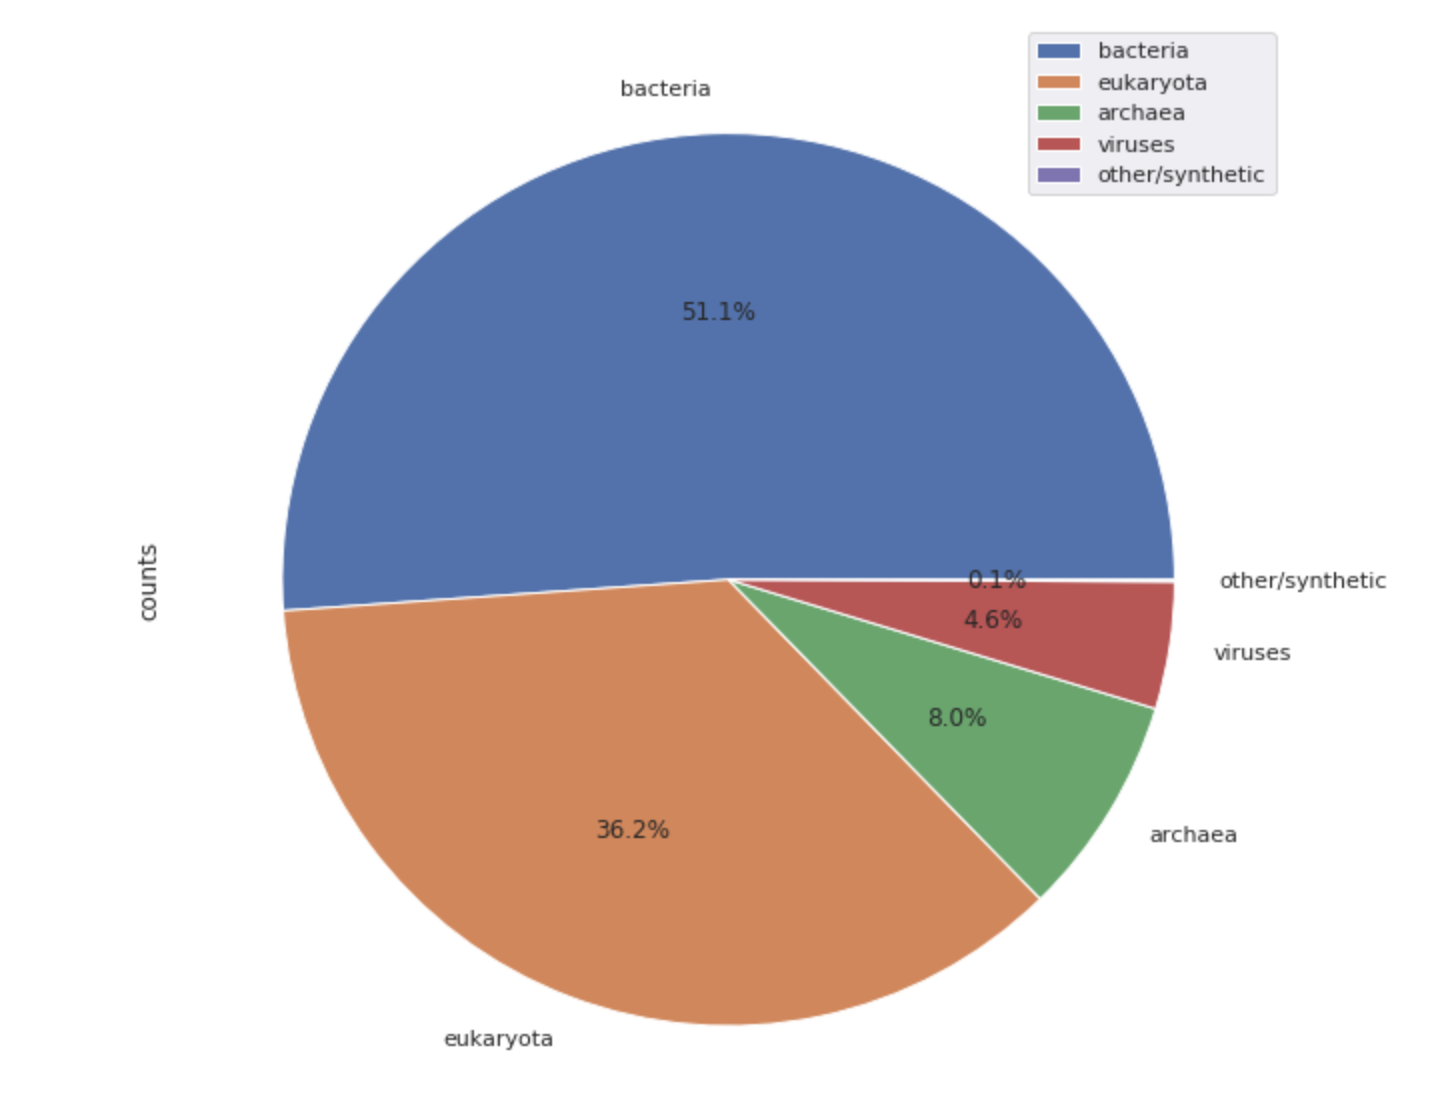 bacteria
eukaryota
archaea
viruses
other/synthetic
bacteria
51.1%
counts
0.1%
other/synthetic
4.6%
viruses
8.0%
archaea
36.2%
eukaryota